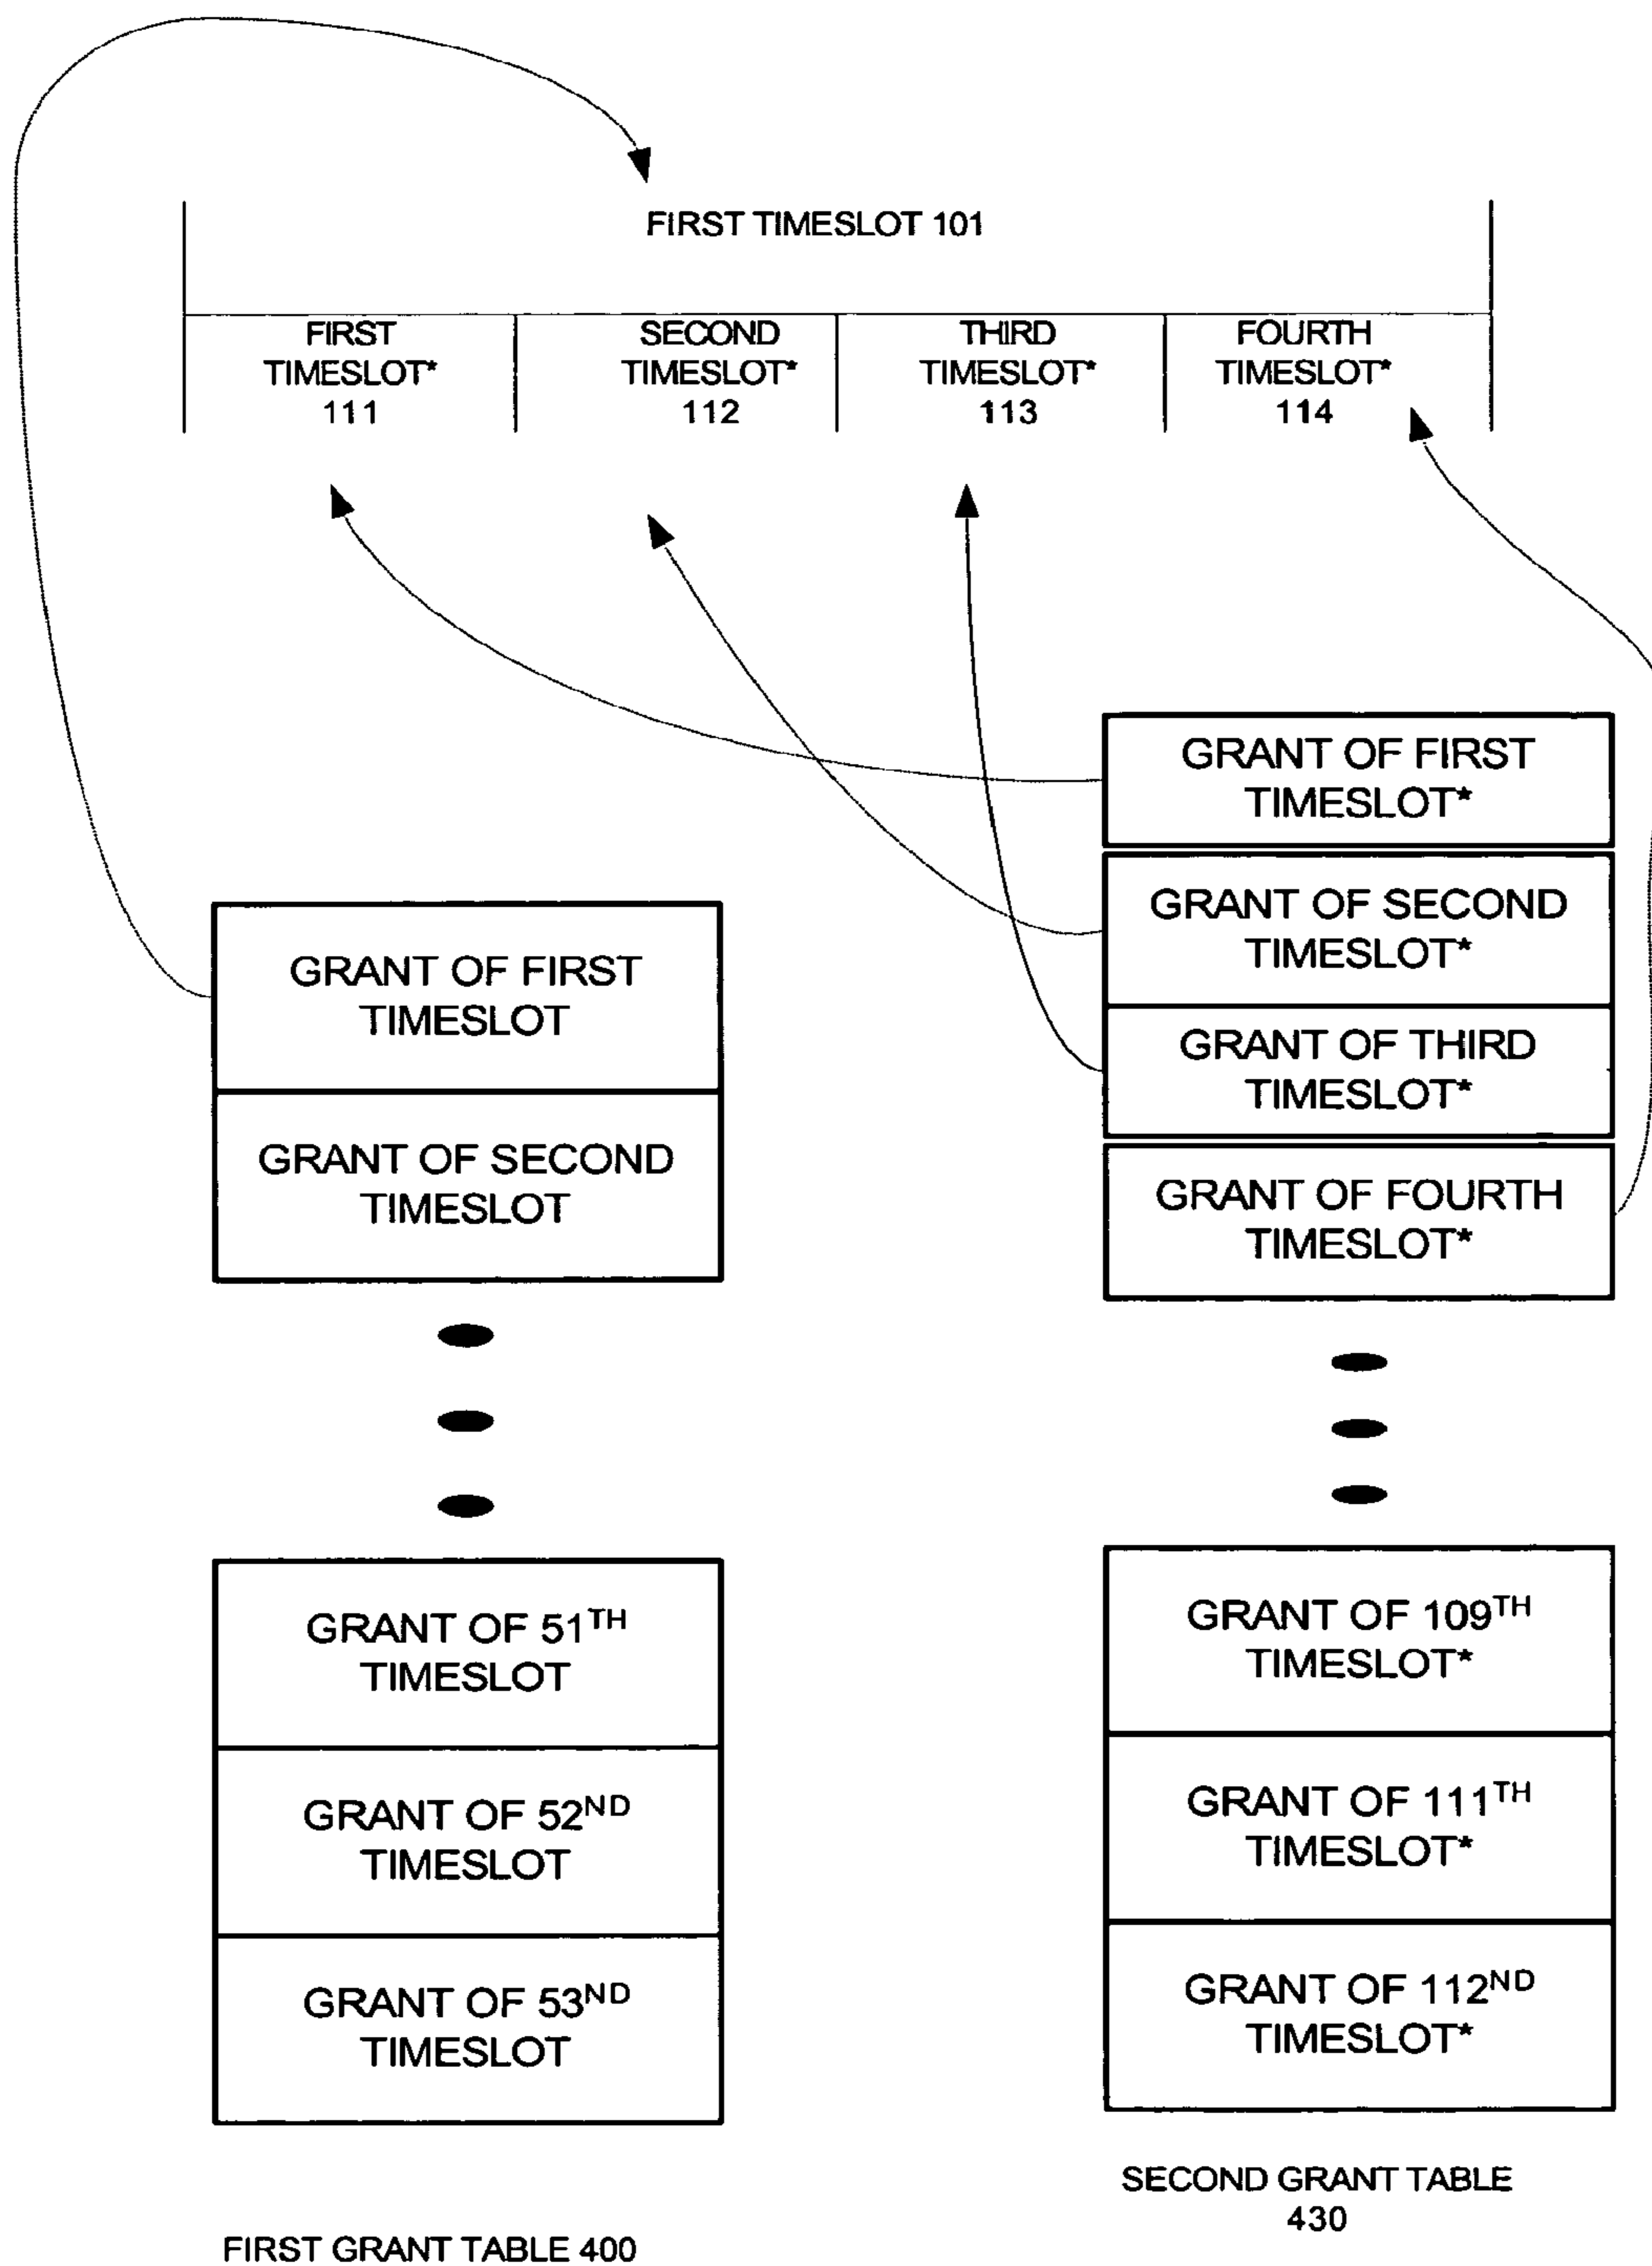 FIRST TIMESLOT 101
FIRST
TIMESLOT*
111
SECOND
TIMESLOT*
112
THIRD
TIMESLOT*
113
FOURTH
TIMESLOT*
114
GRANT OF FIRST
TIMESLOT
GRANT OF SECOND
TIMESLOT
GRANT OF 51TH
TIMESLOT
GRANT OF 52ND
TIMESLOT
GRANT OF 53ND
TIMESLOT
FIRST GRANT TABLE 400
GRANT OF FIRST
TIMESLOT*
GRANT OF SECOND
TIMESLOT*
GRANT OF THIRD
TIMESLOT*
GRANT OF FOURTH
TIMESLOT*
GRANT OF 109TH
TIMESLOT*
GRANT OF 111TH
TIMESLOT*
GRANT OF 112ND
TIMESLOT*
SECOND GRANT TABLE
430